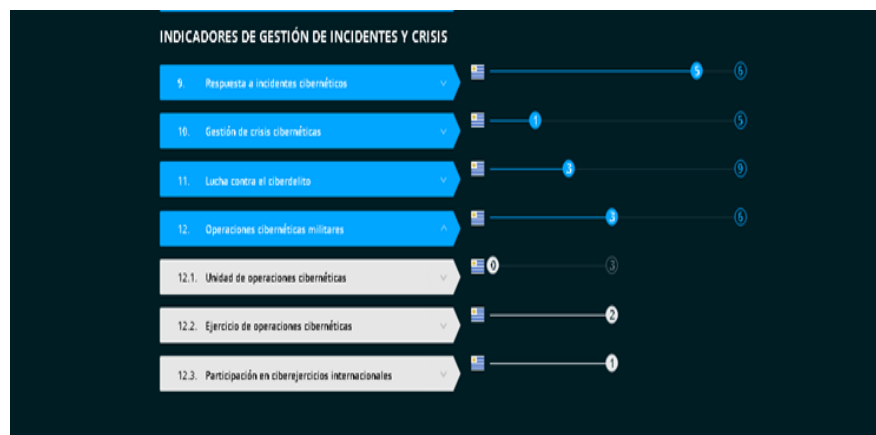 INDICADORES DE GESTIÓN DE INCIDENTES Y CRISIS
9. Respuesta a incidentes cibernéticos 5 6
10. Gestión de crisis cibernéticas 1 5
11. Lucha contra el ciberdelito 3 9
12. Operaciones cibernéticas militares 3 6
12.1. Unidad de operaciones cibernéticas 0 3
12.2. Ejercicio de operaciones cibernéticas 2
12.3. Participación en ciberejercicios internacionales 1